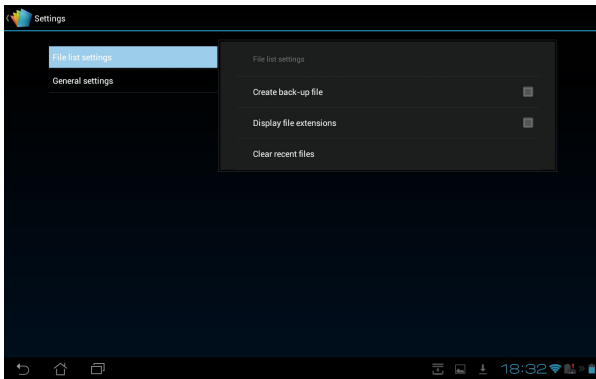 Settings
File list settings
General settings
File list settings
Create back-up file
Display file extensions
Clear recent files
18:32